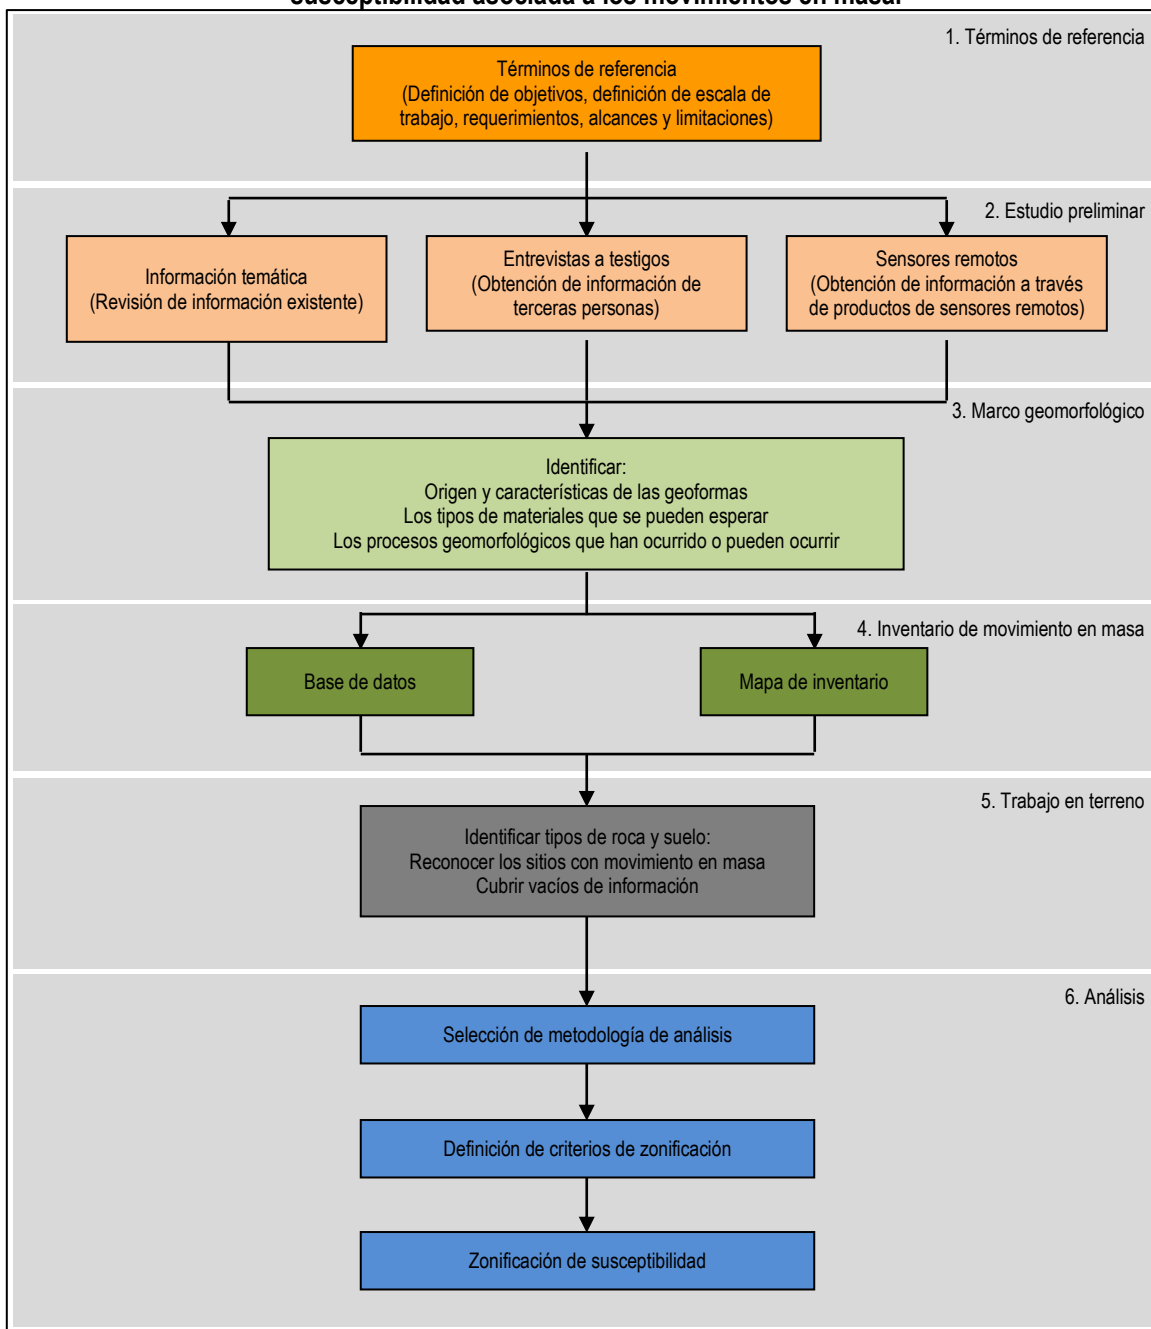 susceptibilidad asociada a los movimientos en masa.
1. Términos de referencia
Términos de referencia
(Definición de objetivos, definición de escala de
trabajo, requerimientos, alcances y limitaciones)
2. Estudio preliminar
Información temática
(Revisión de información existente)
Entrevistas a testigos
(Obtención de información de
terceras personas)
Sensores remotos
(Obtención de información a través
de productos de sensores remotos)
3. Marco geomorfológico
Identificar:
Origen y características de las geoformas
Los tipos de materiales que se pueden esperar
Los procesos geomorfológicos que han ocurrido o pueden ocurrir
4. Inventario de movimiento en masa
Base de datos
Mapa de inventario
5. Trabajo en terreno
Identificar tipos de roca y suelo:
Reconocer los sitios con movimiento en masa
Cubrir vacíos de información
6. Análisis
Selección de metodología de análisis
Definición de criterios de zonificación
Zonificación de susceptibilidad